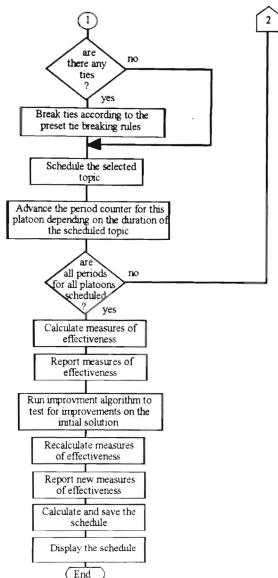 1
2
are
there any
ties
?
no
yes
Break ties according to the
preset tie breaking rules
Schedule the selected
topic
Advance the period counter for this
platoon depending on the duration of
the scheduled topic
are
all periods
for all platoons
scheduled
?
no
yes
Calculate measures of
effectiveness
Report measures of
effectiveness
Run improvment algorithm to
test for improvements on the
initial solution
Recalculate measures
of effectiveness
Report new measures
of effectiveness
Calculate and save the
schedule
Display the schedule
End